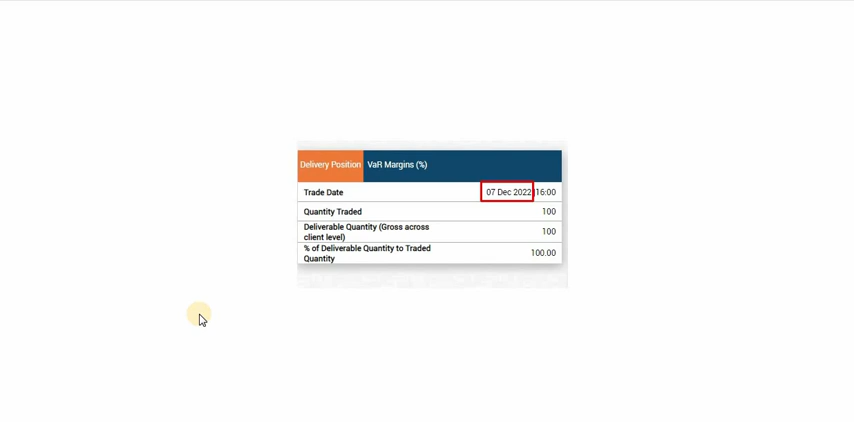 Delivery Position VaR Margins (%)
Trade Date 07 Dec 2022 16:00
Quantity Traded 100
Deliverable Quantity (Gross across
client level) 100
% of Deliverable Quantity to Traded
Quantity 100.00